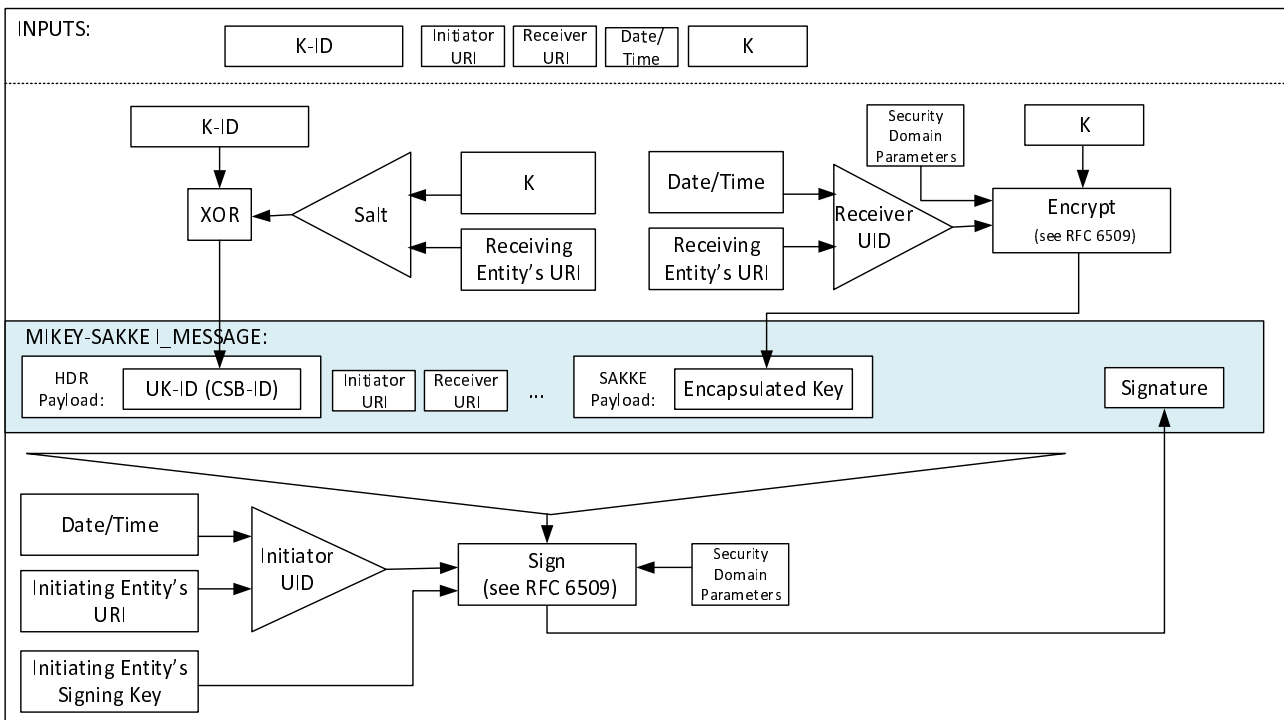 INPUTS:
K-ID
Initiator
URI
Receiver
URI
Date/
Time
K
K-ID
XOR
Salt
K
Receiving
Entity's URI
Date/Time
Receiving
Entity's URI
Receiver
UID
Security
Domain
Parameters
K
Encrypt
(see RFC 6509)
MIKEY-SAKKE I_MESSAGE:
HDR
Payload:
UK-ID (CSB-ID)
Initiator
URI
Receiver
URI
...
SAKKE
Payload:
Encapsulated Key
Signature
Date/Time
Initiating Entity's
URI
Initiating Entity's
Signing Key
Initiator
UID
Sign
(see RFC 6509)
Security
Domain
Parameters